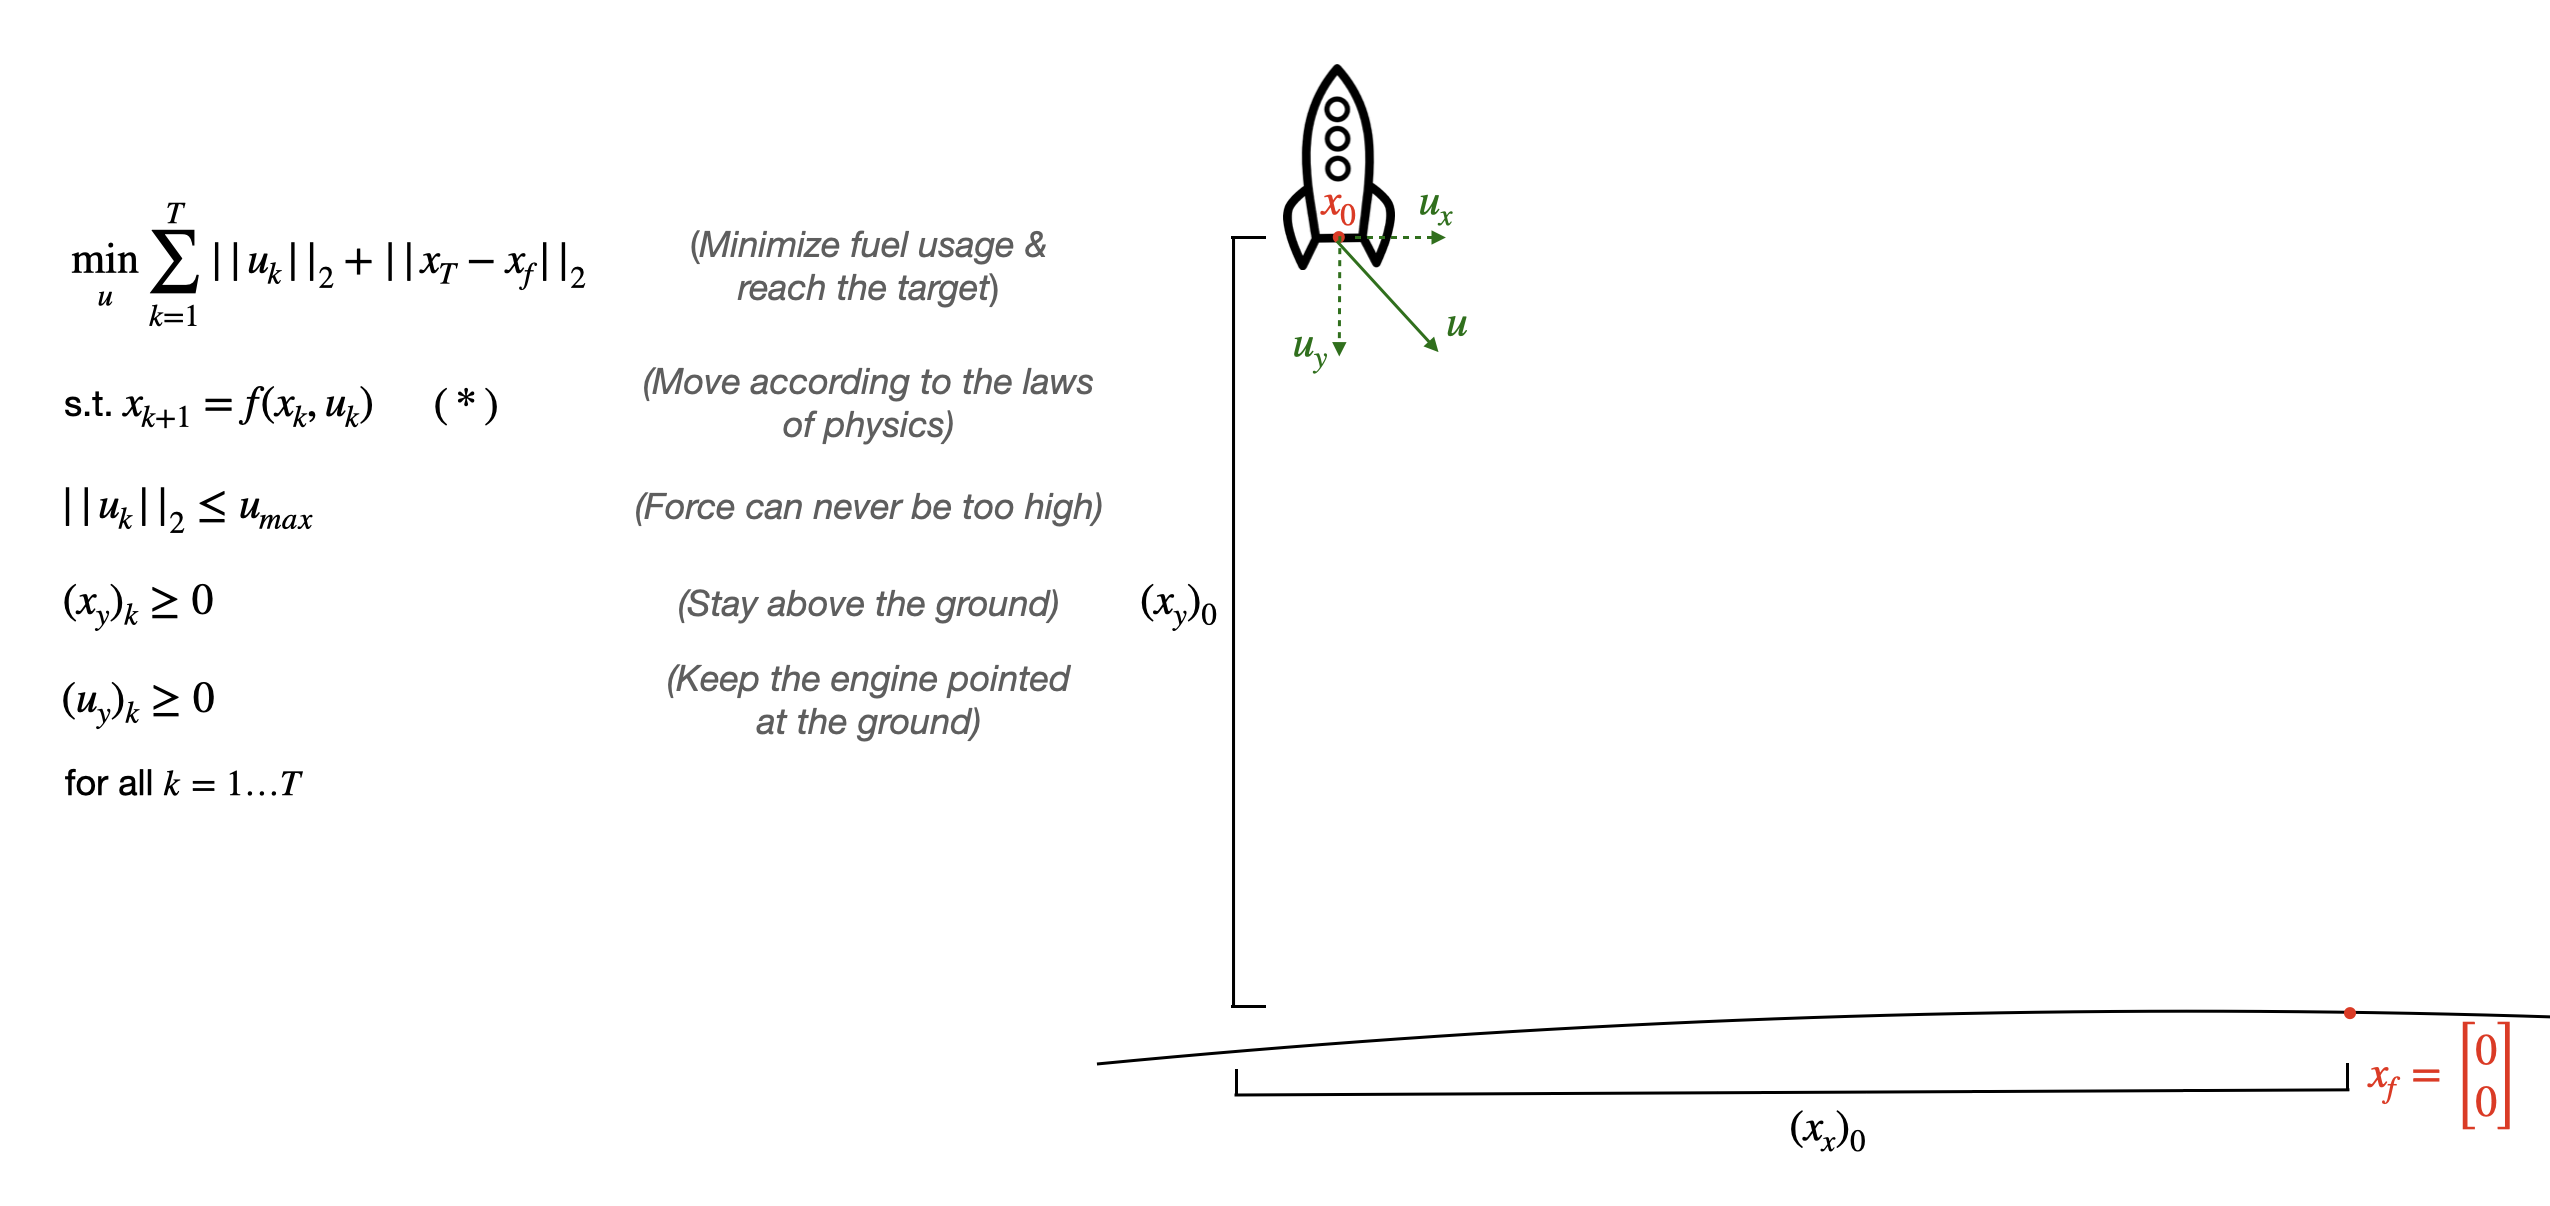 min_u ∑_{k=1}^{T} ||u_k||_2 + ||x_T − x_f||_2
(Minimize fuel usage &
reach the target)
s.t. x_{k+1} = f(x_k, u_k) (*)
(Move according to the laws
of physics)
||u_k||_2 ≤ u_{max}
(Force can never be too high)
(x_y)_k ≥ 0
(Stay above the ground)
(u_y)_k ≥ 0
(Keep the engine pointed
at the ground)
for all k = 1…T
x_0
u_x
u_y
u
(x_y)_0
x_f = [0 0]
(x_x)_0